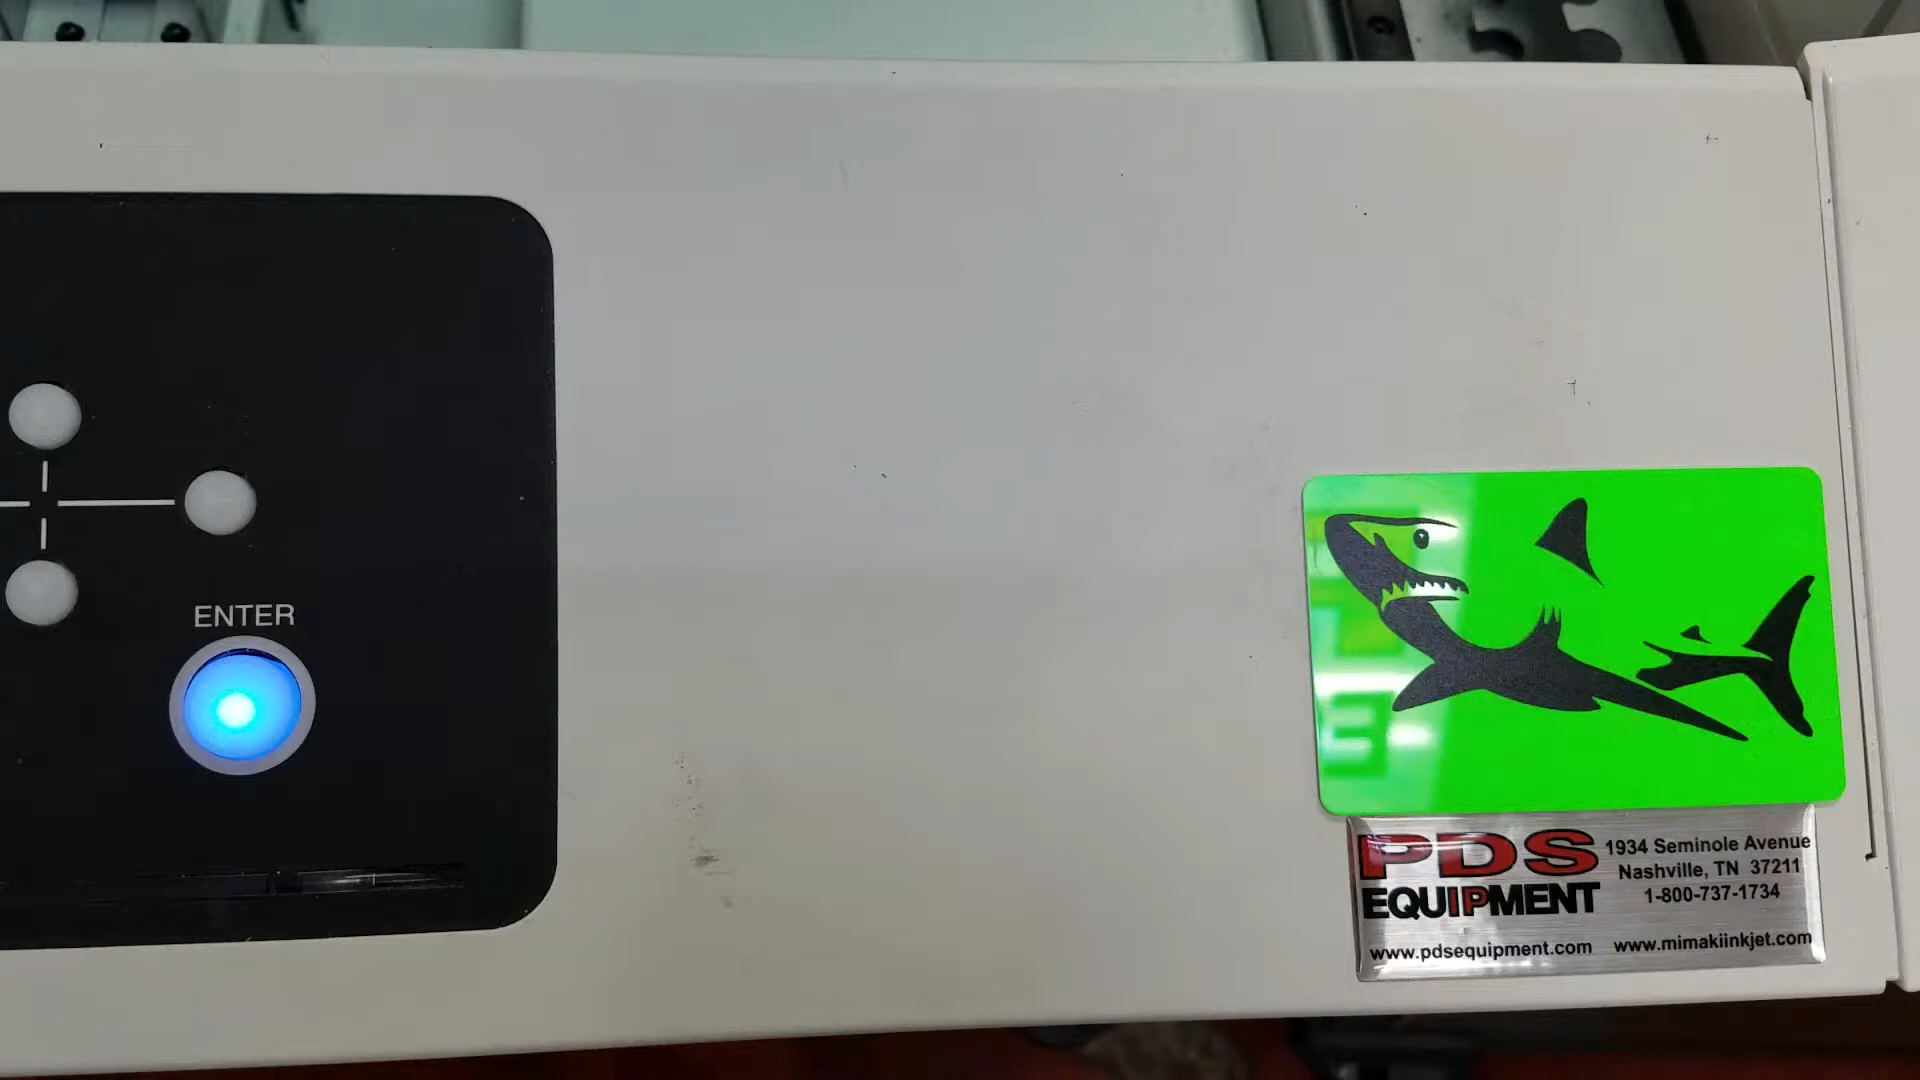 ENTER
PDS
EQUIPMENT
1934 Seminole Avenue
Nashville, TN 37211
1-800-737-1734
www.pdsequipment.com www.mimakiinkjet.com